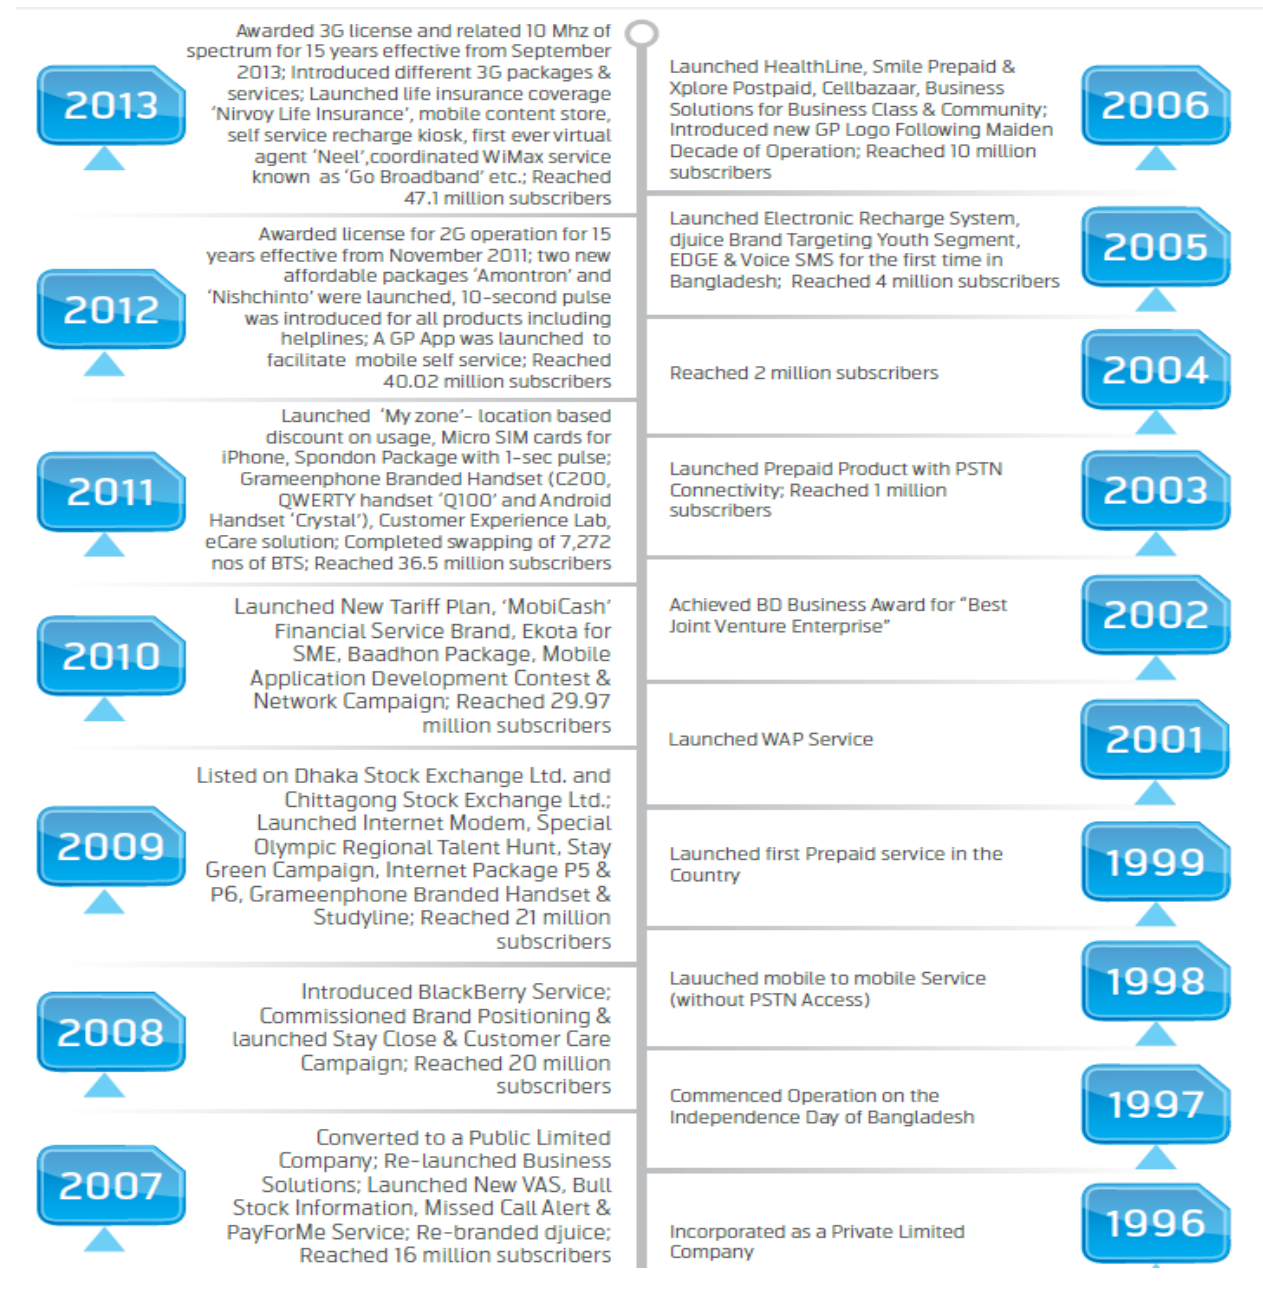 Awarded 3G license and related 10 Mhz of
spectrum for 15 years effective from September
2013; Introduced different 3G packages &
services; Launched life insurance coverage
‘Nirvoy Life Insurance’, mobile content store,
self service recharge kiosk, first ever virtual
agent ‘Neel’,coordinated WiMax service
known as ‘Go Broadband’ etc.; Reached
47.1 million subscribers
2013
Awarded license for 2G operation for 15
years effective from November 2011; two new
affordable packages ‘Amontron’ and
‘Nishchinto’ were launched, 10-second pulse
was introduced for all products including
helplines; A GP App was launched to
facilitate mobile self service; Reached
40.02 million subscribers
2012
Launched ‘My zone’- location based
discount on usage, Micro SIM cards for
iPhone, Spondon Package with 1-sec pulse;
Grameenphone Branded Handset (C200,
QWERTY handset ‘Q100’ and Android
Handset ‘Crystal’), Customer Experience Lab,
eCare solution; Completed swapping of 7,272
nos of BTS; Reached 36.5 million subscribers
2011
Launched New Tariff Plan, ‘MobiCash’
Financial Service Brand, Ekota for
SME, Baadhon Package, Mobile
Application Development Contest &
Network Campaign; Reached 29.97
million subscribers
2010
Listed on Dhaka Stock Exchange Ltd. and
Chittagong Stock Exchange Ltd.;
Launched Internet Modem, Special
Olympic Regional Talent Hunt, Stay
Green Campaign, Internet Package P5 &
P6, Grameenphone Branded Handset &
Studyline; Reached 21 million
subscribers
2009
Introduced BlackBerry Service;
Commissioned Brand Positioning &
launched Stay Close & Customer Care
Campaign; Reached 20 million
subscribers
2008
Converted to a Public Limited
Company; Re-launched Business
Solutions; Launched New VAS, Bull
Stock Information, Missed Call Alert &
PayForMe Service; Re-branded djuice;
Reached 16 million subscribers
2007
Launched HealthLine, Smile Prepaid &
Xplore Postpaid, Cellbazaar, Business
Solutions for Business Class & Community;
Introduced new GP Logo Following Maiden
Decade of Operation; Reached 10 million
subscribers
2006
Launched Electronic Recharge System,
djuice Brand Targeting Youth Segment,
EDGE & Voice SMS for the first time in
Bangladesh; Reached 4 million subscribers
2005
Reached 2 million subscribers
2004
Launched Prepaid Product with PSTN
Connectivity; Reached 1 million
subscribers
2003
Achieved BD Business Award for “Best
Joint Venture Enterprise”
2002
Launched WAP Service
2001
Launched first Prepaid service in the
Country
1999
Lauuched mobile to mobile Service
(without PSTN Access)
1998
Commenced Operation on the
Independence Day of Bangladesh
1997
Incorporated as a Private Limited
Company
1996